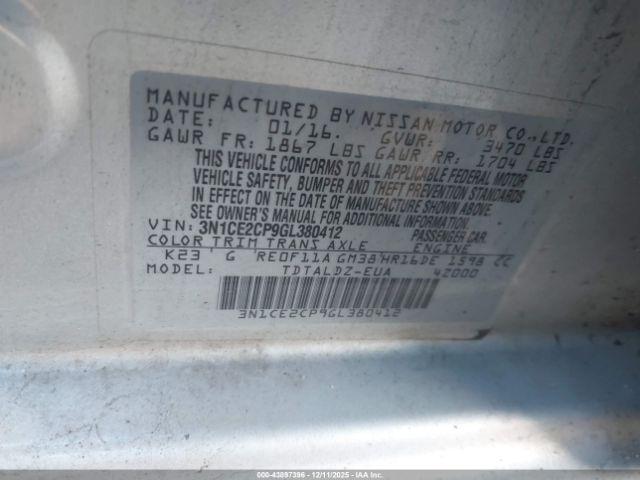 MANUFACTURED BY NISSAN MOTOR CO., LTD.
DATE: 01/16. GVWR: 3470 LBS
GAWR FR: 1867 LBS GAWR RR: 1704 LBS
THIS VEHICLE CONFORMS TO ALL APPLICABLE FEDERAL MOTOR
VEHICLE SAFETY, BUMPER AND THEFT PREVENTION STANDARDS
IN EFFECT ON THE DATE OF MANUFACTURE SHOWN ABOVE.
SEE OWNER'S MANUAL FOR ADDITIONAL INFORMATION
VIN: 3N1CE2CP9GL380412 PASSENGER CAR.
COLOR TRIM TRANS AXLE ENGINE
K23 G RE0F11A GM38 HR16DE 1598 CC
MODEL: TDTALDZ-EUA 42000
3N1CE2CP9GL380412
000-43897396 - 12/11/2025 - IAAI.COM